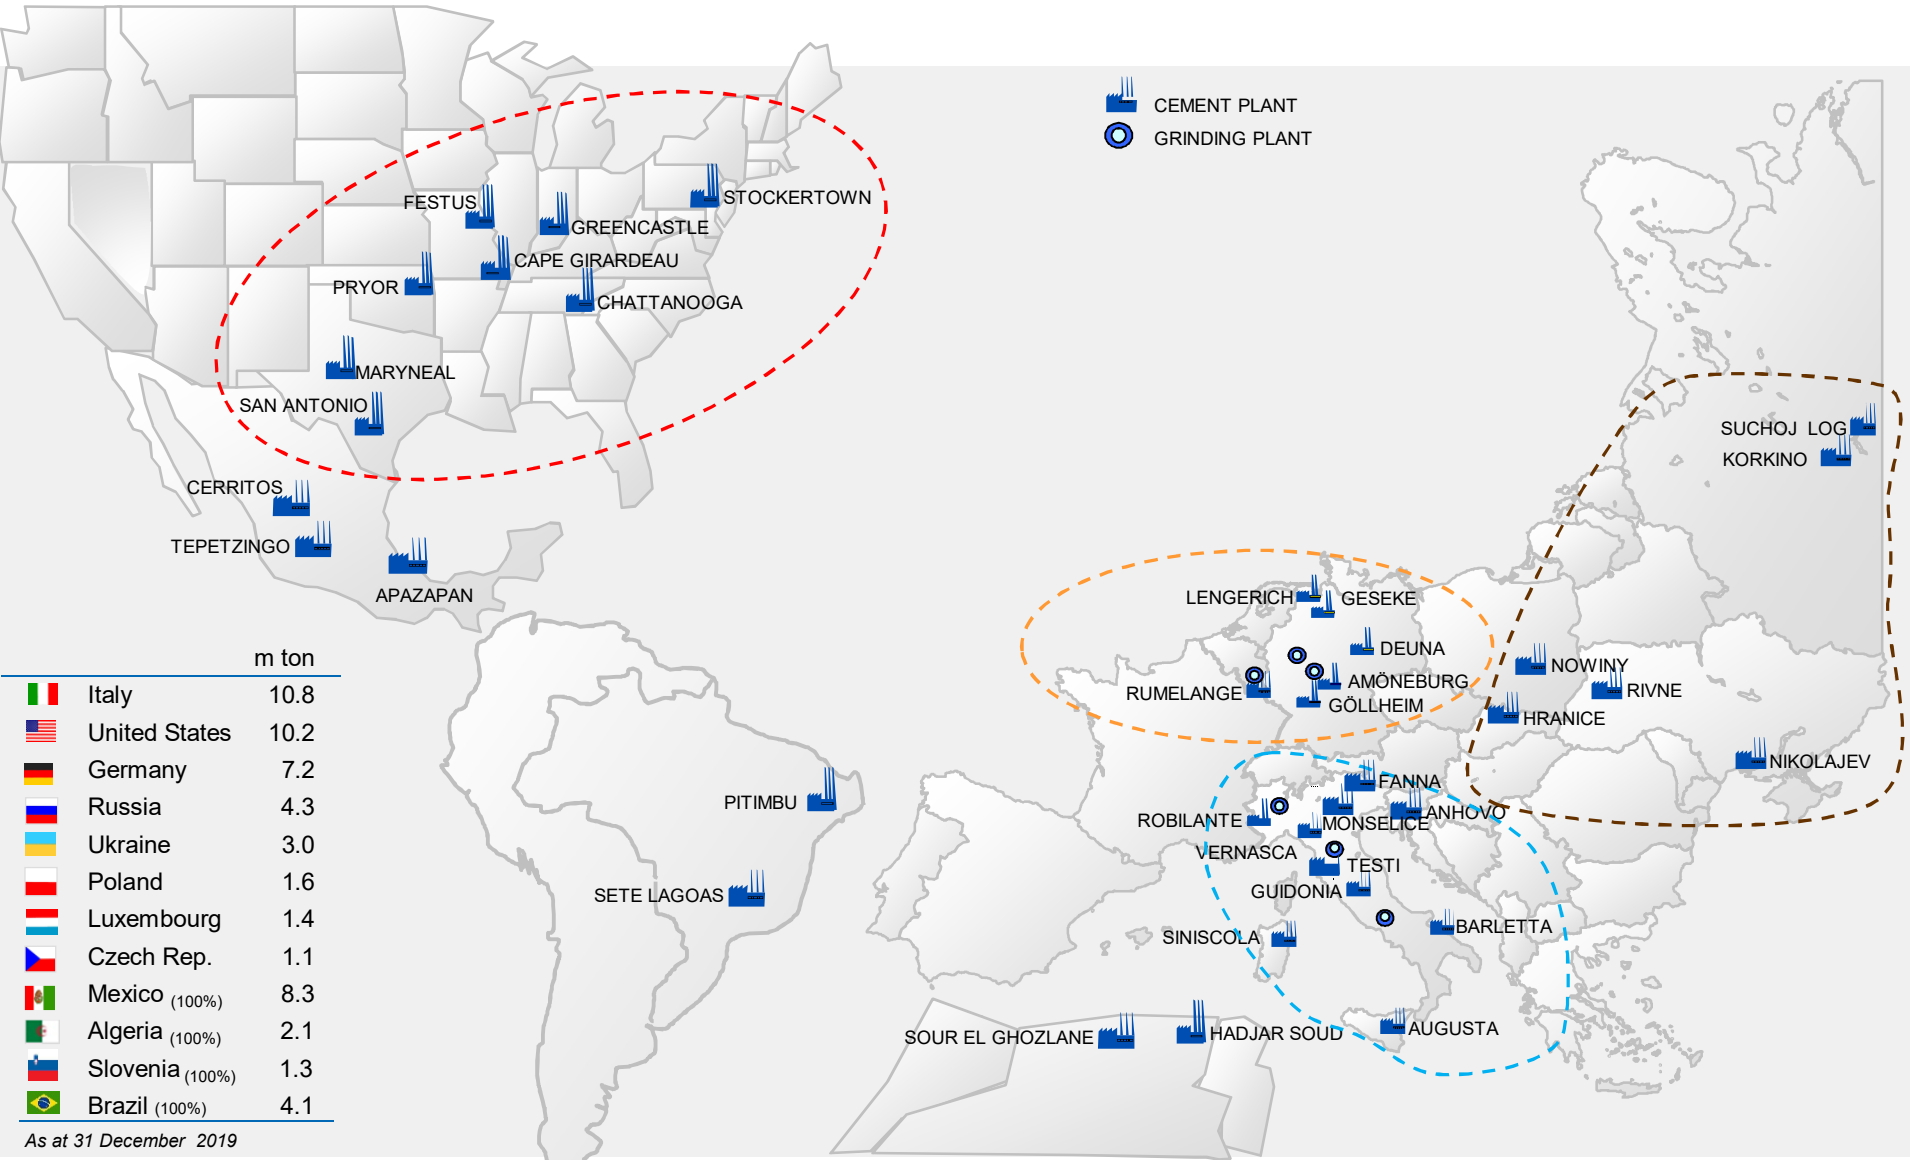 CEMENT PLANT
GRINDING PLANT
FESTUS
STOCKERTOWN
GREENCASTLE
CAPE GIRARDEAU
PRYOR
CHATTANOOGA
MARYNEAL
SAN ANTONIO
CERRITOS
TEPETZINGO
APAZAPAN
SUCHOJ LOG
KORKINO
LENGERICH
GESEKE
DEUNA
AMÖNEBURG
RUMELANGE
GÖLLHEIM
NOWINY
RIVNE
HRANICE
NIKOLAJEV
FANNA
ANHOVO
ROBILANTE
MONSELICE
VERNASCA
TESTI
GUIDONIA
BARLETTA
SINISCOLA
AUGUSTA
SOUR EL GHOZLANE
HADJAR SOUD
PITIMBU
SETE LAGOAS
m ton
Italy 10.8
United States 10.2
Germany 7.2
Russia 4.3
Ukraine 3.0
Poland 1.6
Luxembourg 1.4
Czech Rep. 1.1
Mexico (100%) 8.3
Algeria (100%) 2.1
Slovenia (100%) 1.3
Brazil (100%) 4.1
As at 31 December 2019